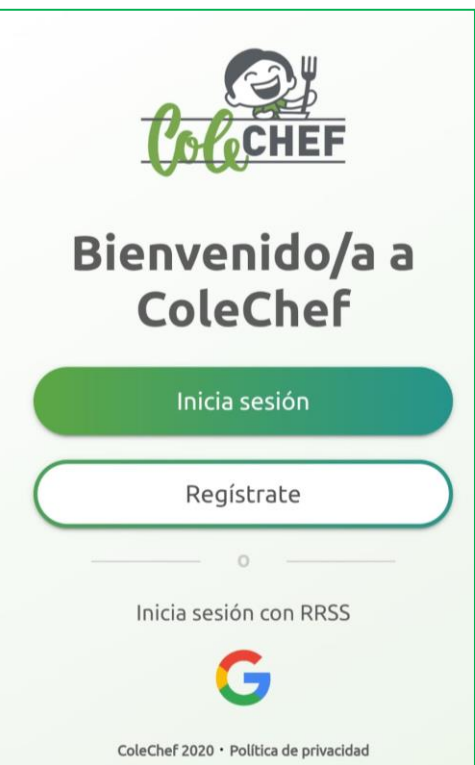 ColeCHEF
Bienvenido/a a
ColeChef
Inicia sesión
Regístrate
o
Inicia sesión con RRSS
G
ColeChef 2020 · Política de privacidad